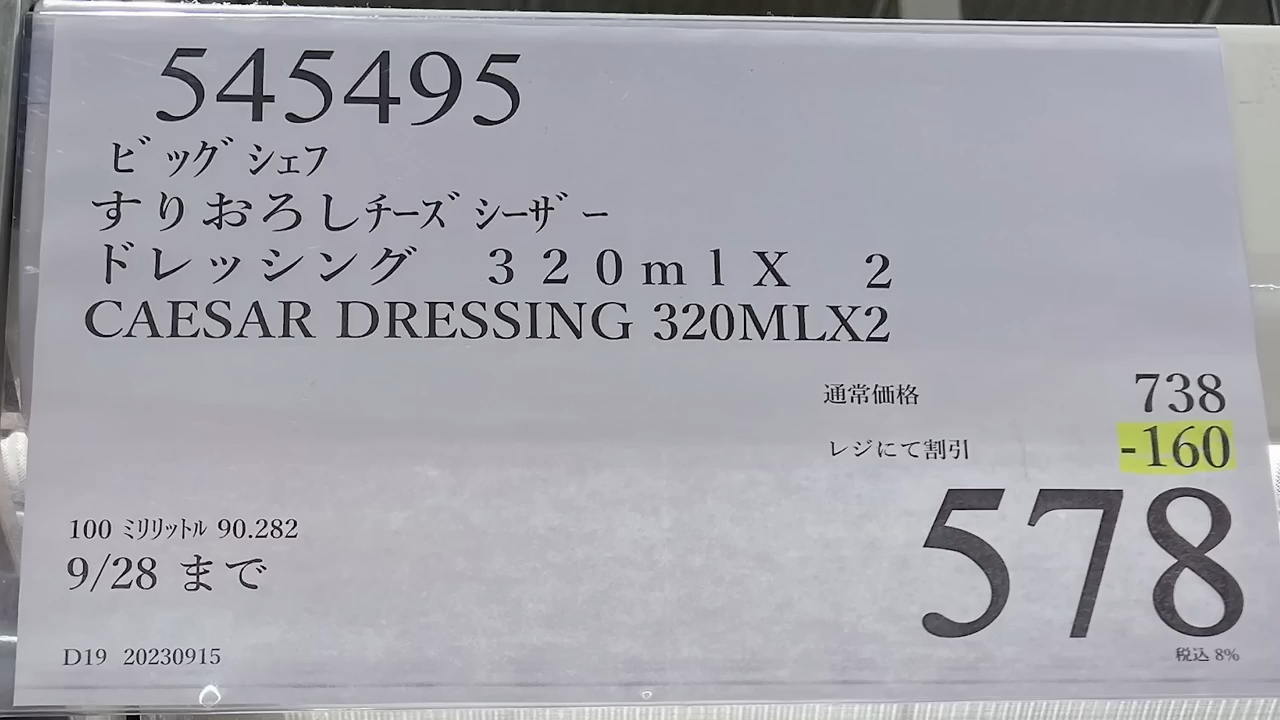 545495
ﾋﾞｯｸﾞｼｪﾌ
すりおろしﾁｰｽﾞｼｰｻﾞｰ
ドレッシング　３２０ｍｌＸ　２
CAESAR DRESSING 320MLX2
通常価格 738
レジにて割引 -160
578
税込 8%
100 ﾐﾘﾘｯﾄﾙ 90.282
9/28 まで
D19 20230915